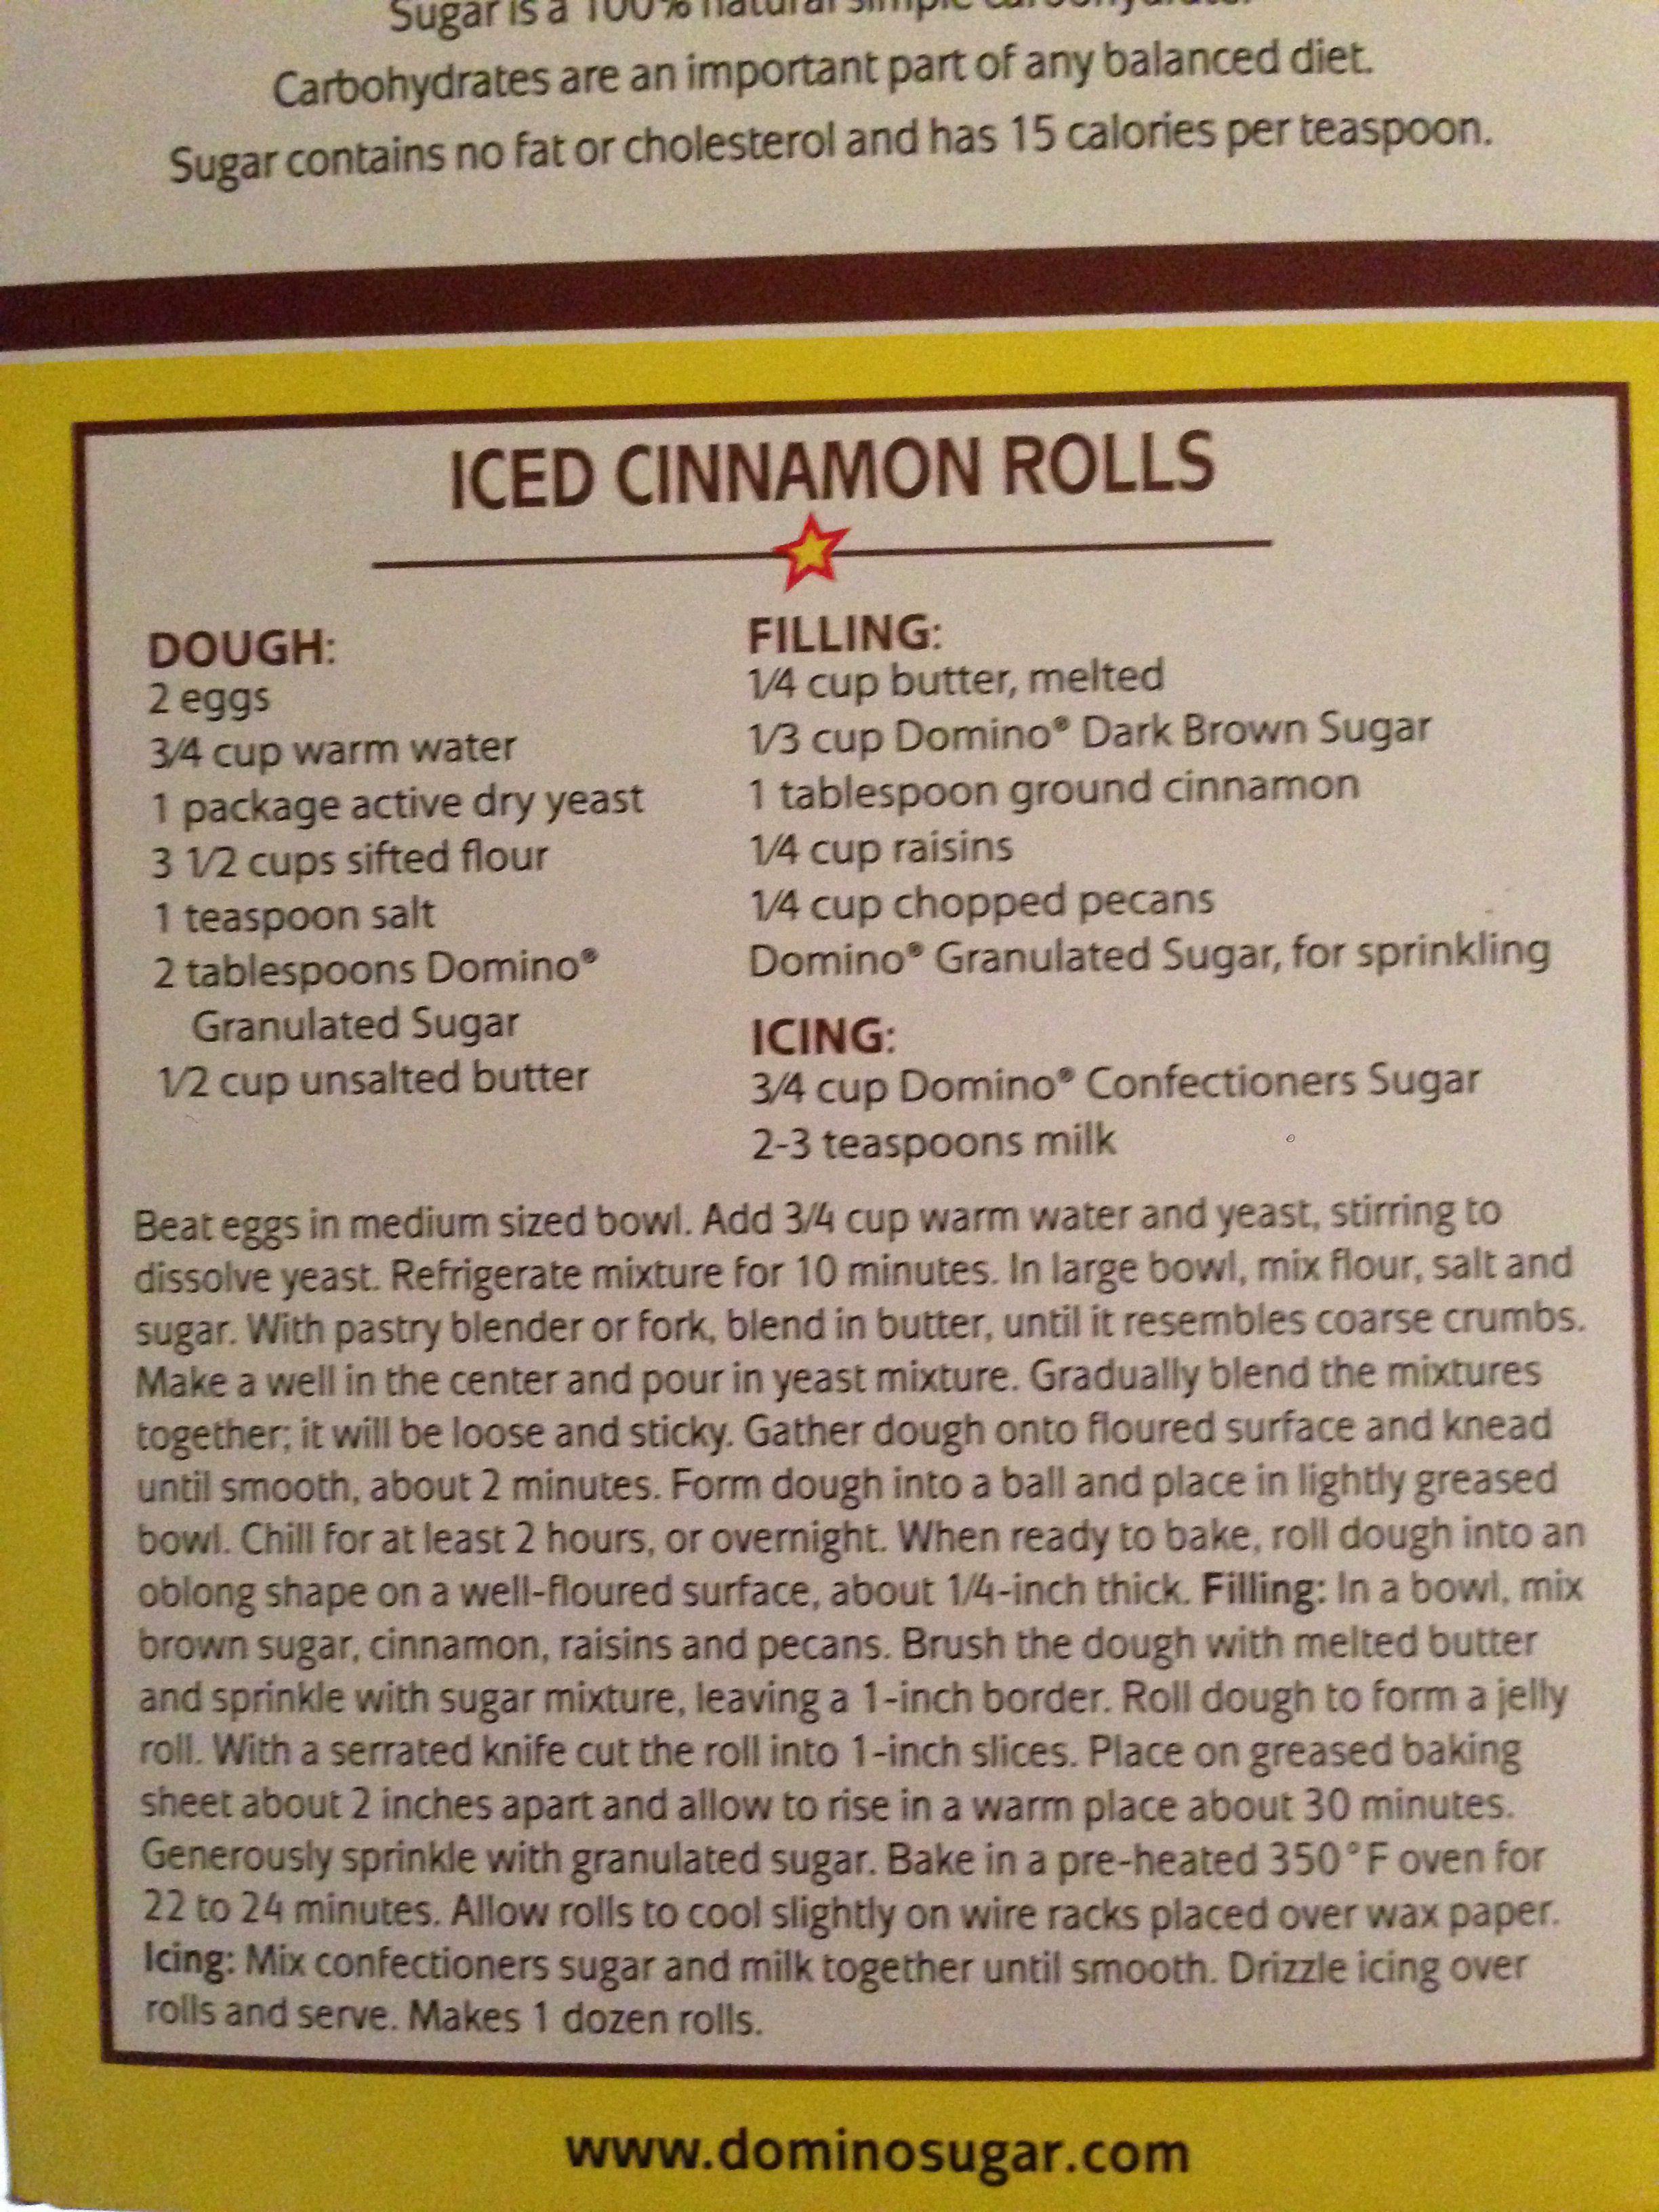 Sugar is a 100% natural simple carbohydrate.
Carbohydrates are an important part of any balanced diet.
Sugar contains no fat or cholesterol and has 15 calories per teaspoon.
ICED CINNAMON ROLLS
DOUGH:
2 eggs
3/4 cup warm water
1 package active dry yeast
3 1/2 cups sifted flour
1 teaspoon salt
2 tablespoons Domino®
Granulated Sugar
1/2 cup unsalted butter
FILLING:
1/4 cup butter, melted
1/3 cup Domino® Dark Brown Sugar
1 tablespoon ground cinnamon
1/4 cup raisins
1/4 cup chopped pecans
Domino® Granulated Sugar, for sprinkling
ICING:
3/4 cup Domino® Confectioners Sugar
2-3 teaspoons milk
Beat eggs in medium sized bowl. Add 3/4 cup warm water and yeast, stirring to
dissolve yeast. Refrigerate mixture for 10 minutes. In large bowl, mix flour, salt and
sugar. With pastry blender or fork, blend in butter, until it resembles coarse crumbs.
Make a well in the center and pour in yeast mixture. Gradually blend the mixtures
together; it will be loose and sticky. Gather dough onto floured surface and knead
until smooth, about 2 minutes. Form dough into a ball and place in lightly greased
bowl. Chill for at least 2 hours, or overnight. When ready to bake, roll dough into an
oblong shape on a well-floured surface, about 1/4-inch thick. Filling: In a bowl, mix
brown sugar, cinnamon, raisins and pecans. Brush the dough with melted butter
and sprinkle with sugar mixture, leaving a 1-inch border. Roll dough to form a jelly
roll. With a serrated knife cut the roll into 1-inch slices. Place on greased baking
sheet about 2 inches apart and allow to rise in a warm place about 30 minutes.
Generously sprinkle with granulated sugar. Bake in a pre-heated 350°F oven for
22 to 24 minutes. Allow rolls to cool slightly on wire racks placed over wax paper.
Icing: Mix confectioners sugar and milk together until smooth. Drizzle icing over
rolls and serve. Makes 1 dozen rolls.
www.dominosugar.com